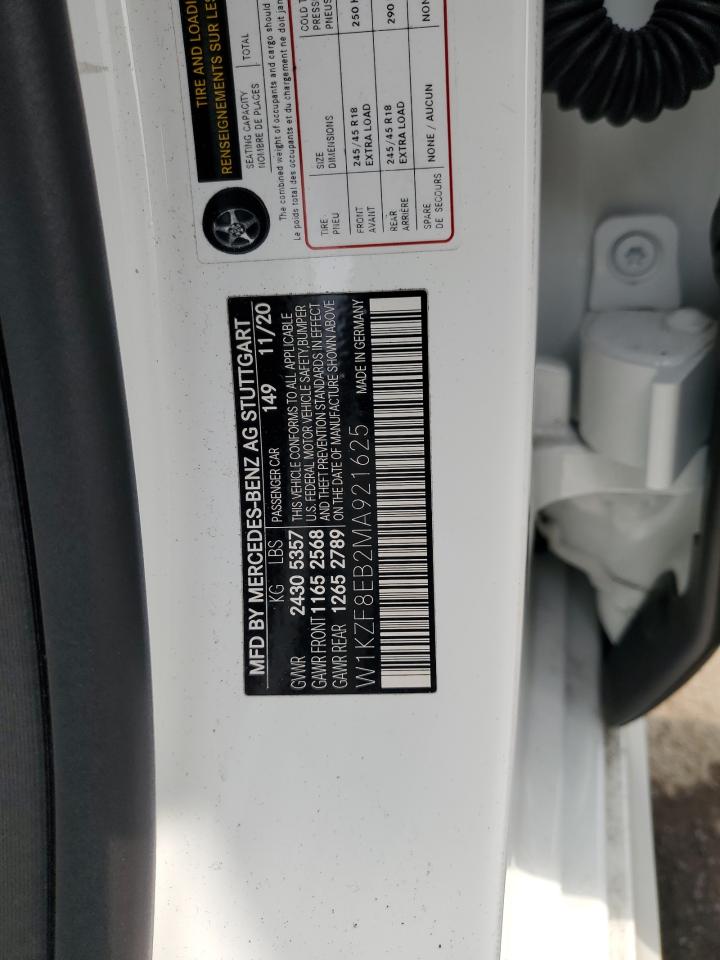 MFD BY MERCEDES-BENZ AG STUTTGART
KG LBS PASSENGER CAR 149 11/20
GVWR 2430 5357
GAWR FRONT 1165 2568
GAWR REAR 1265 2789
THIS VEHICLE CONFORMS TO ALL APPLICABLE
U.S. FEDERAL MOTOR VEHICLE SAFETY, BUMPER
AND THEFT PREVENTION STANDARDS IN EFFECT
ON THE DATE OF MANUFACTURE SHOWN ABOVE
W1KZF8EB2MA921625 MADE IN GERMANY
TIRE AND LOADI
RENSEIGNEMENTS SUR LES
SEATING CAPACITY TOTAL
NOMBRE DE PLACES
The combined weight of occupants and cargo should
Le poids total des occupants et du chargement ne doit jam
TIRE SIZE COLD T
PNEU DIMENSIONS PRESS
PNEUS
FRONT 245/45 R18 250 K
AVANT EXTRA LOAD
REAR 245/45 R18 290
ARRIÈRE EXTRA LOAD
SPARE NONE / AUCUN NON
DE SECOURS